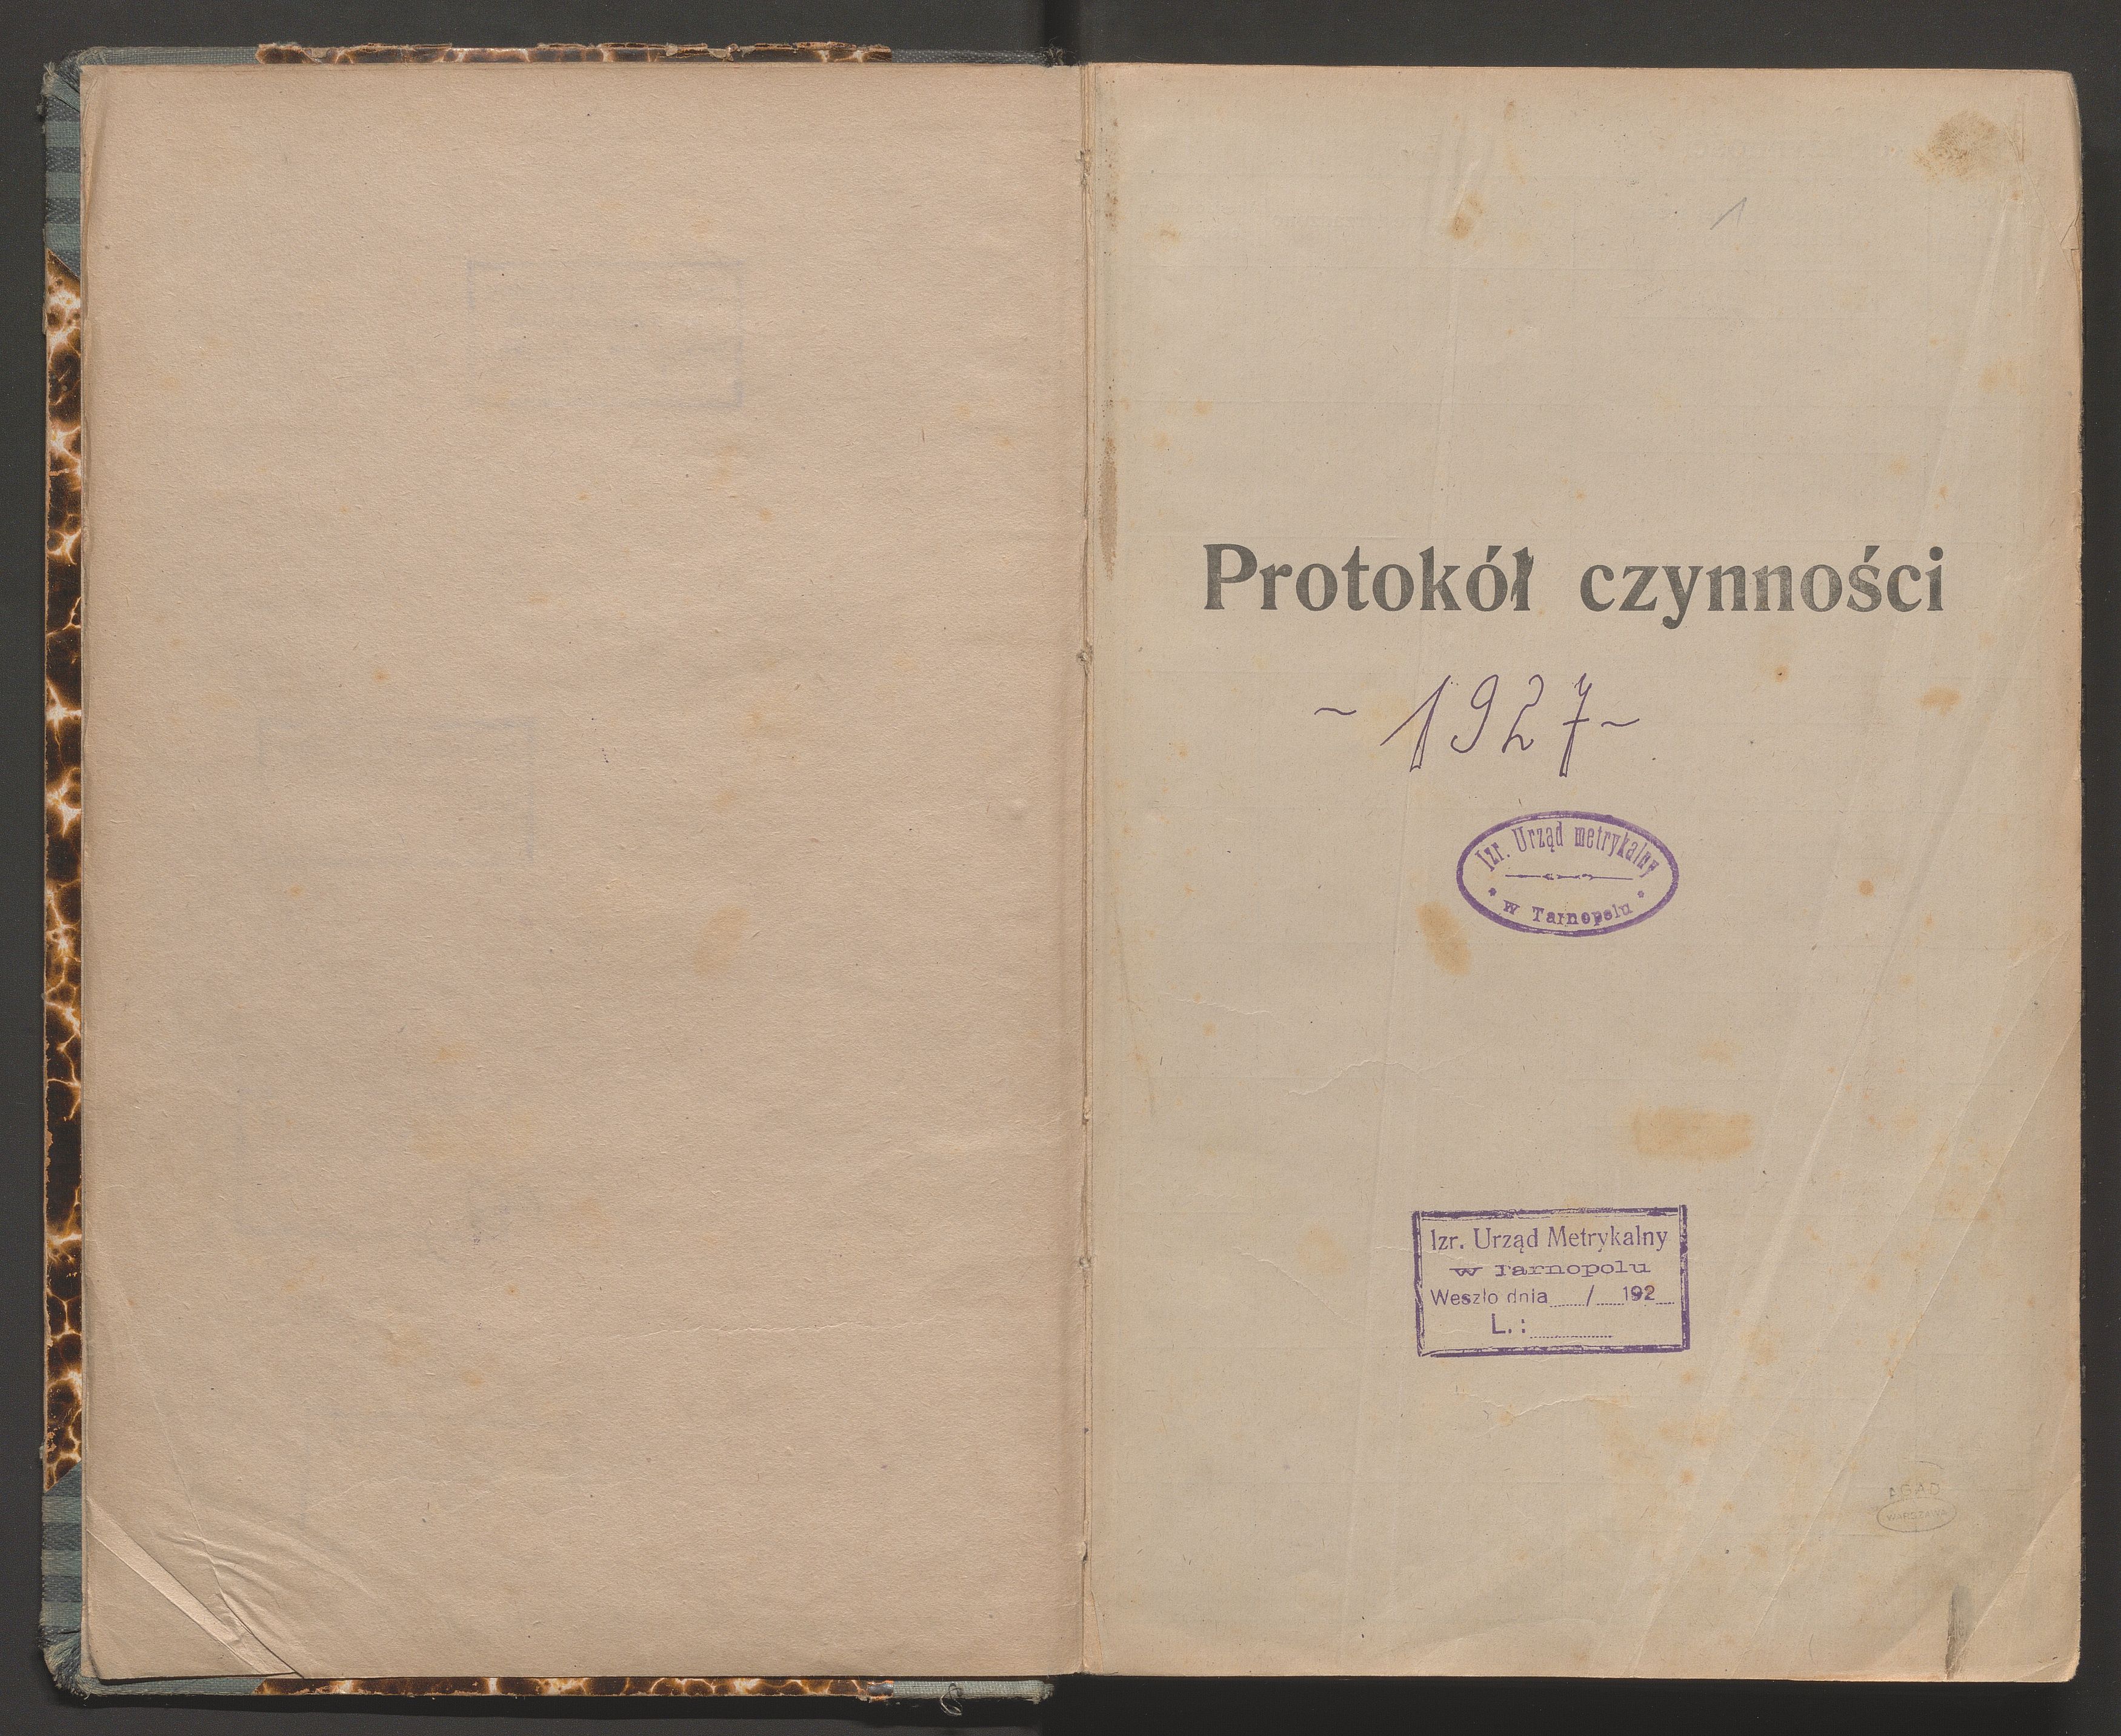 1
Protokół czynności
~ 1927 ~
Izr. Urząd metrykalny
w Tarnopolu
Izr. Urząd Metrykalny
w Tarnopolu
Weszło dnia / 192
L. :
AGAD
WARSZAWA